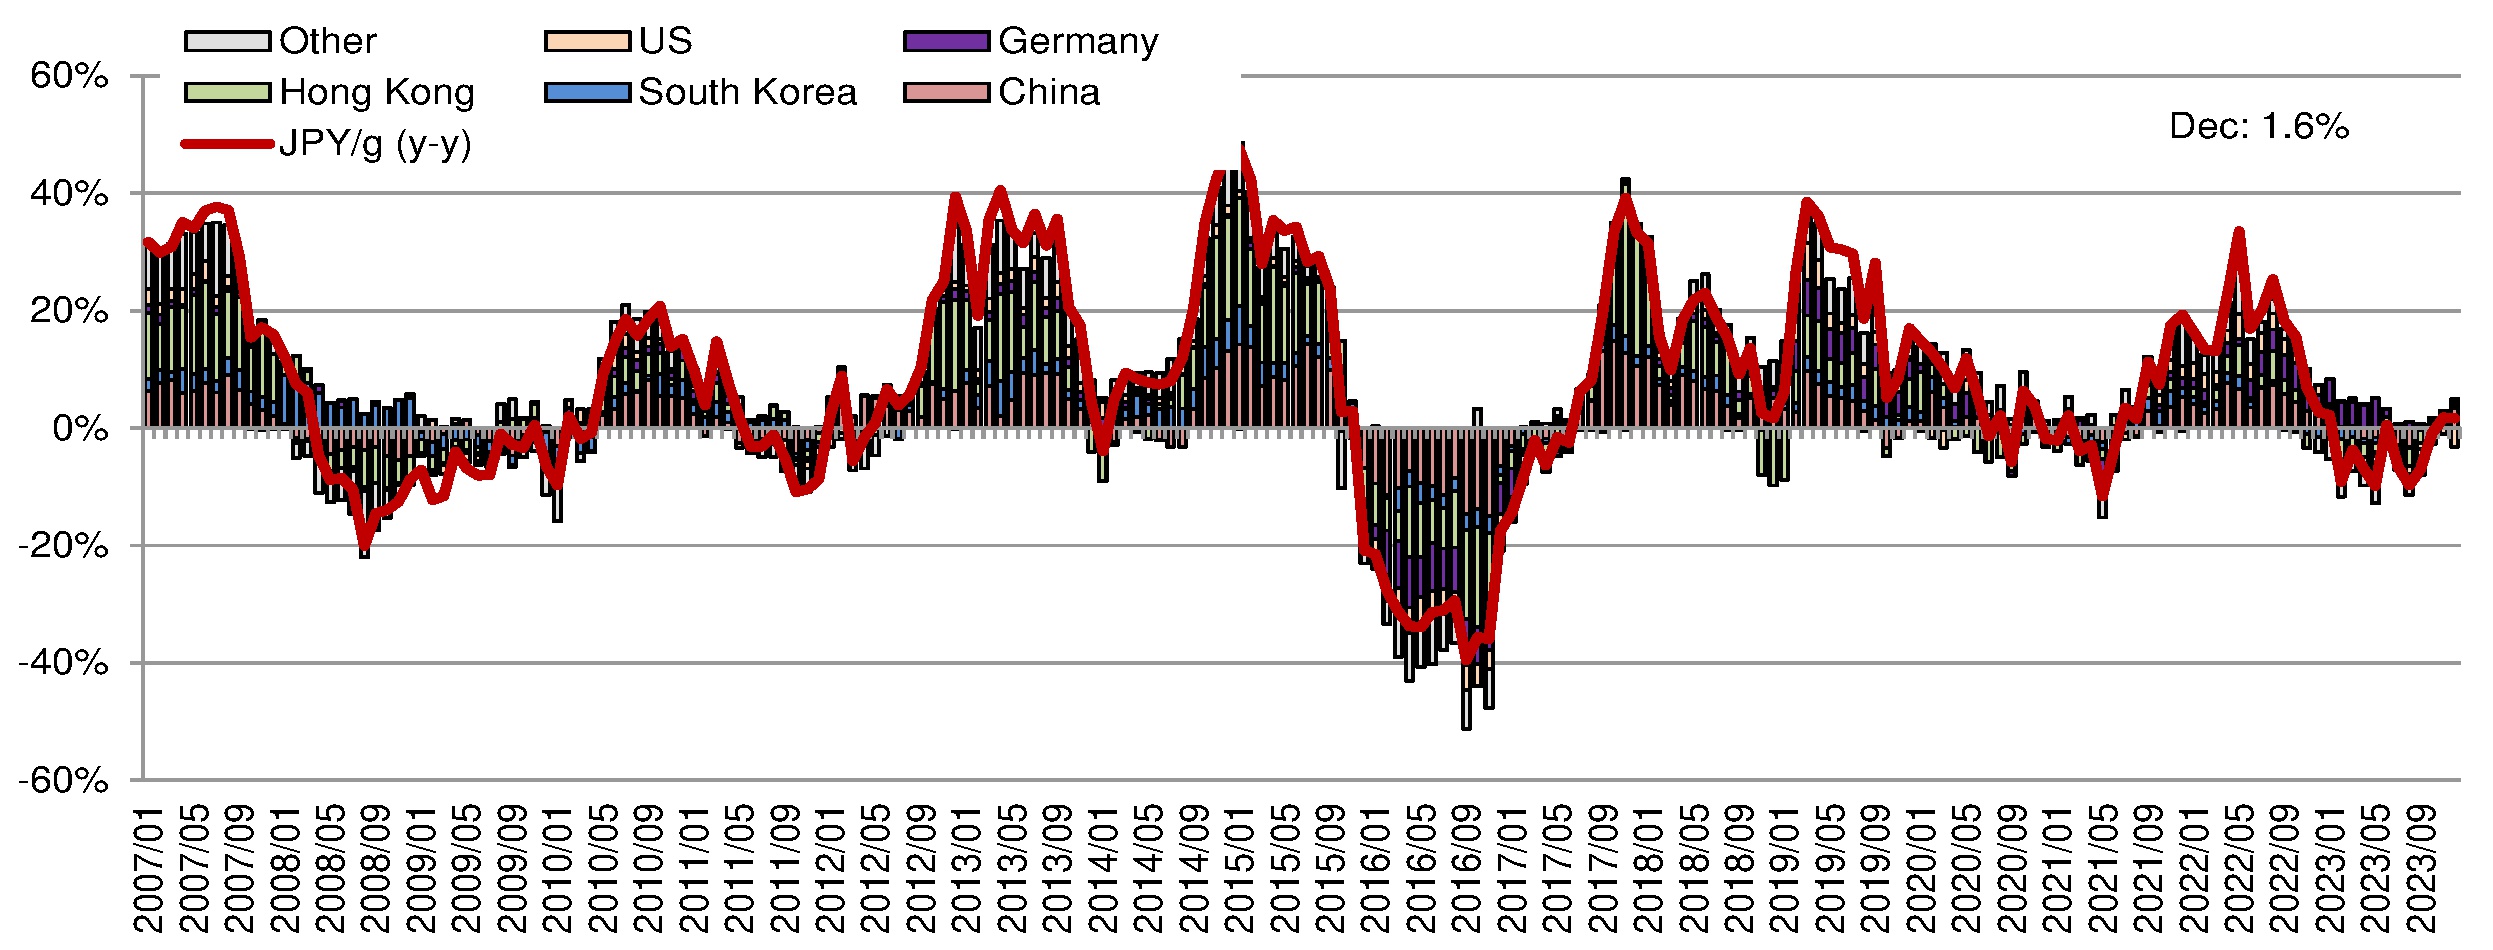 Other US Germany
60%
Hong Kong South Korea China
Dec: 1.6%
JPY/g (y-y)
40%
20%
0%
-20%
-40%
-60%
2007/01 2007/05 2007/09 2008/01 2008/05 2008/09 2009/01 2009/05 2009/09 2010/01 2010/05 2010/09 2011/01 2011/05 2011/09 2012/01 2012/05 2012/09 2013/01 2013/05 2013/09 2014/01 2014/05 2014/09 2015/01 2015/05 2015/09 2016/01 2016/05 2016/09 2017/01 2017/05 2017/09 2018/01 2018/05 2018/09 2019/01 2019/05 2019/09 2020/01 2020/05 2020/09 2021/01 2021/05 2021/09 2022/01 2022/05 2022/09 2023/01 2023/05 2023/09